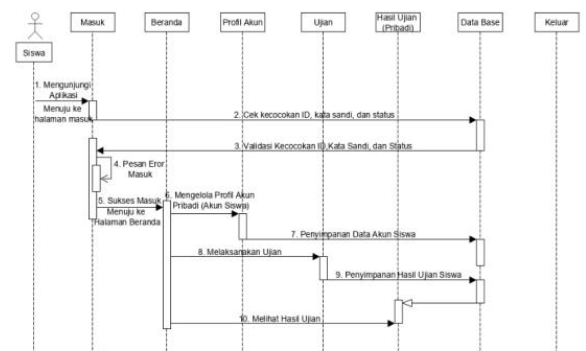 Masuk
Beranda
Profil Akun
Ujian
Hasil Ujian
(Pribadi)
Data Base
Keluar
Siswa
1. Mengunjungi
Aplikasi
Menuju ke
halaman masuk
2. Cek kecocokan ID, kata sandi, dan status
3. Validasi Kecocokan ID,Kata Sandi, dan Status
4. Pesan Eror
Masuk
5. Sukses Masuk
Menuju ke
Halaman Beranda
6. Mengelola Profil Akun
Pribadi (Akun Siswa)
7. Penyimpanan Data Akun Siswa
8. Melaksanakan Ujian
9. Penyimpanan Hasil Ujian Siswa
10. Melihat Hasil Ujian